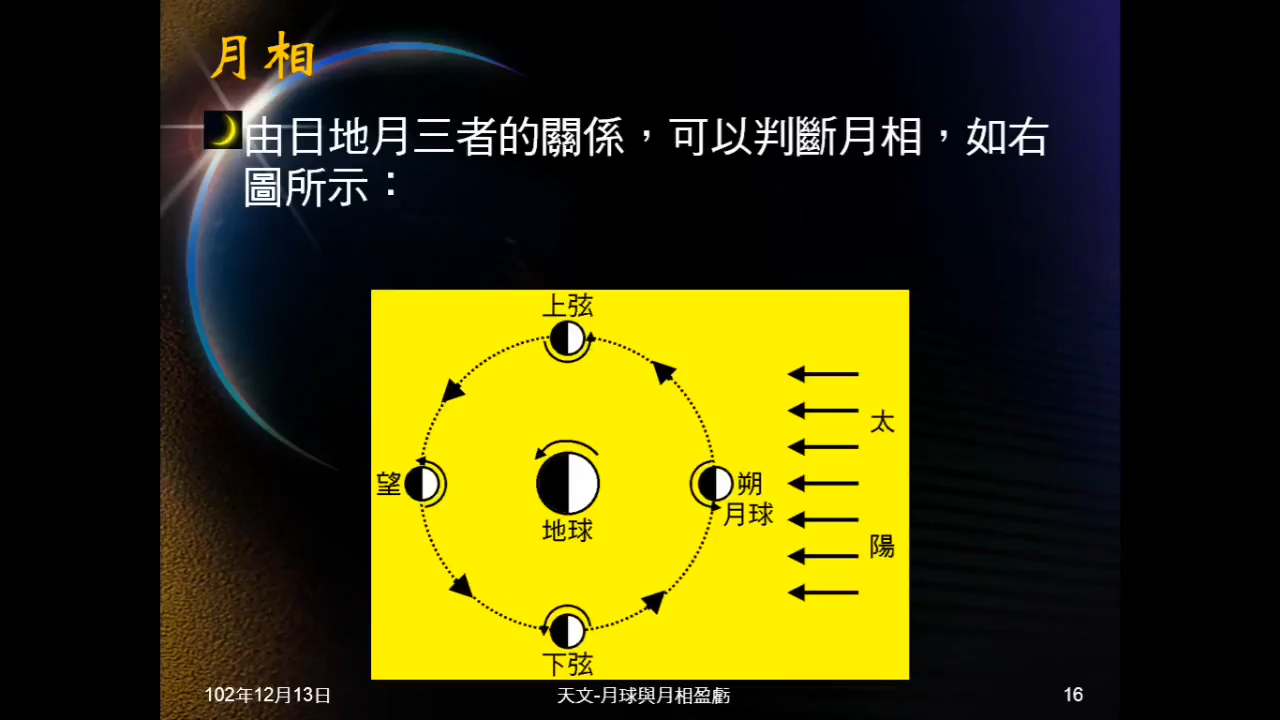 月相
由日地月三者的關係，可以判斷月相，如右
圖所示：
上弦
太
望
朔
月球
地球
陽
下弦
102年12月13日
天文-月球與月相盈虧
16